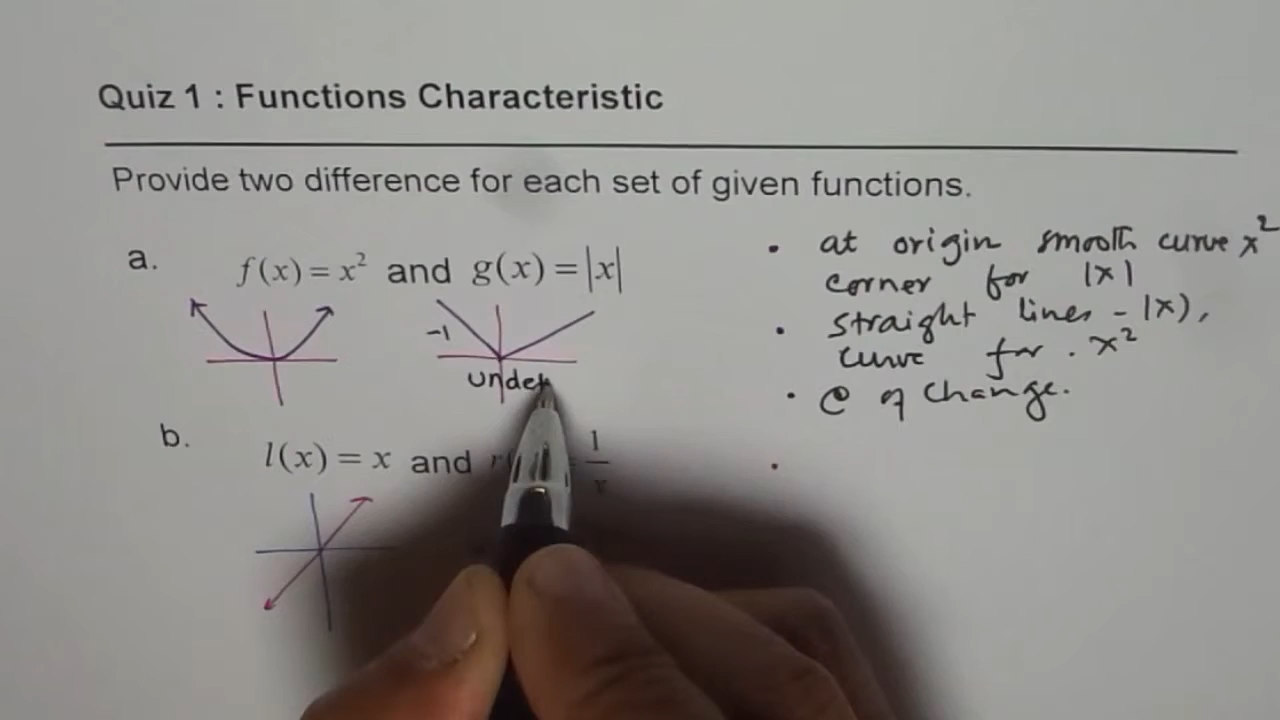 Quiz 1 : Functions Characteristic
Provide two difference for each set of given functions.
a. f(x) = x² and g(x) = |x|
-1
under
b. l(x) = x and 1/x
• at origin smooth curve x²
corner for |x|
• straight lines - |x),
curve for . x²
• @ of change.